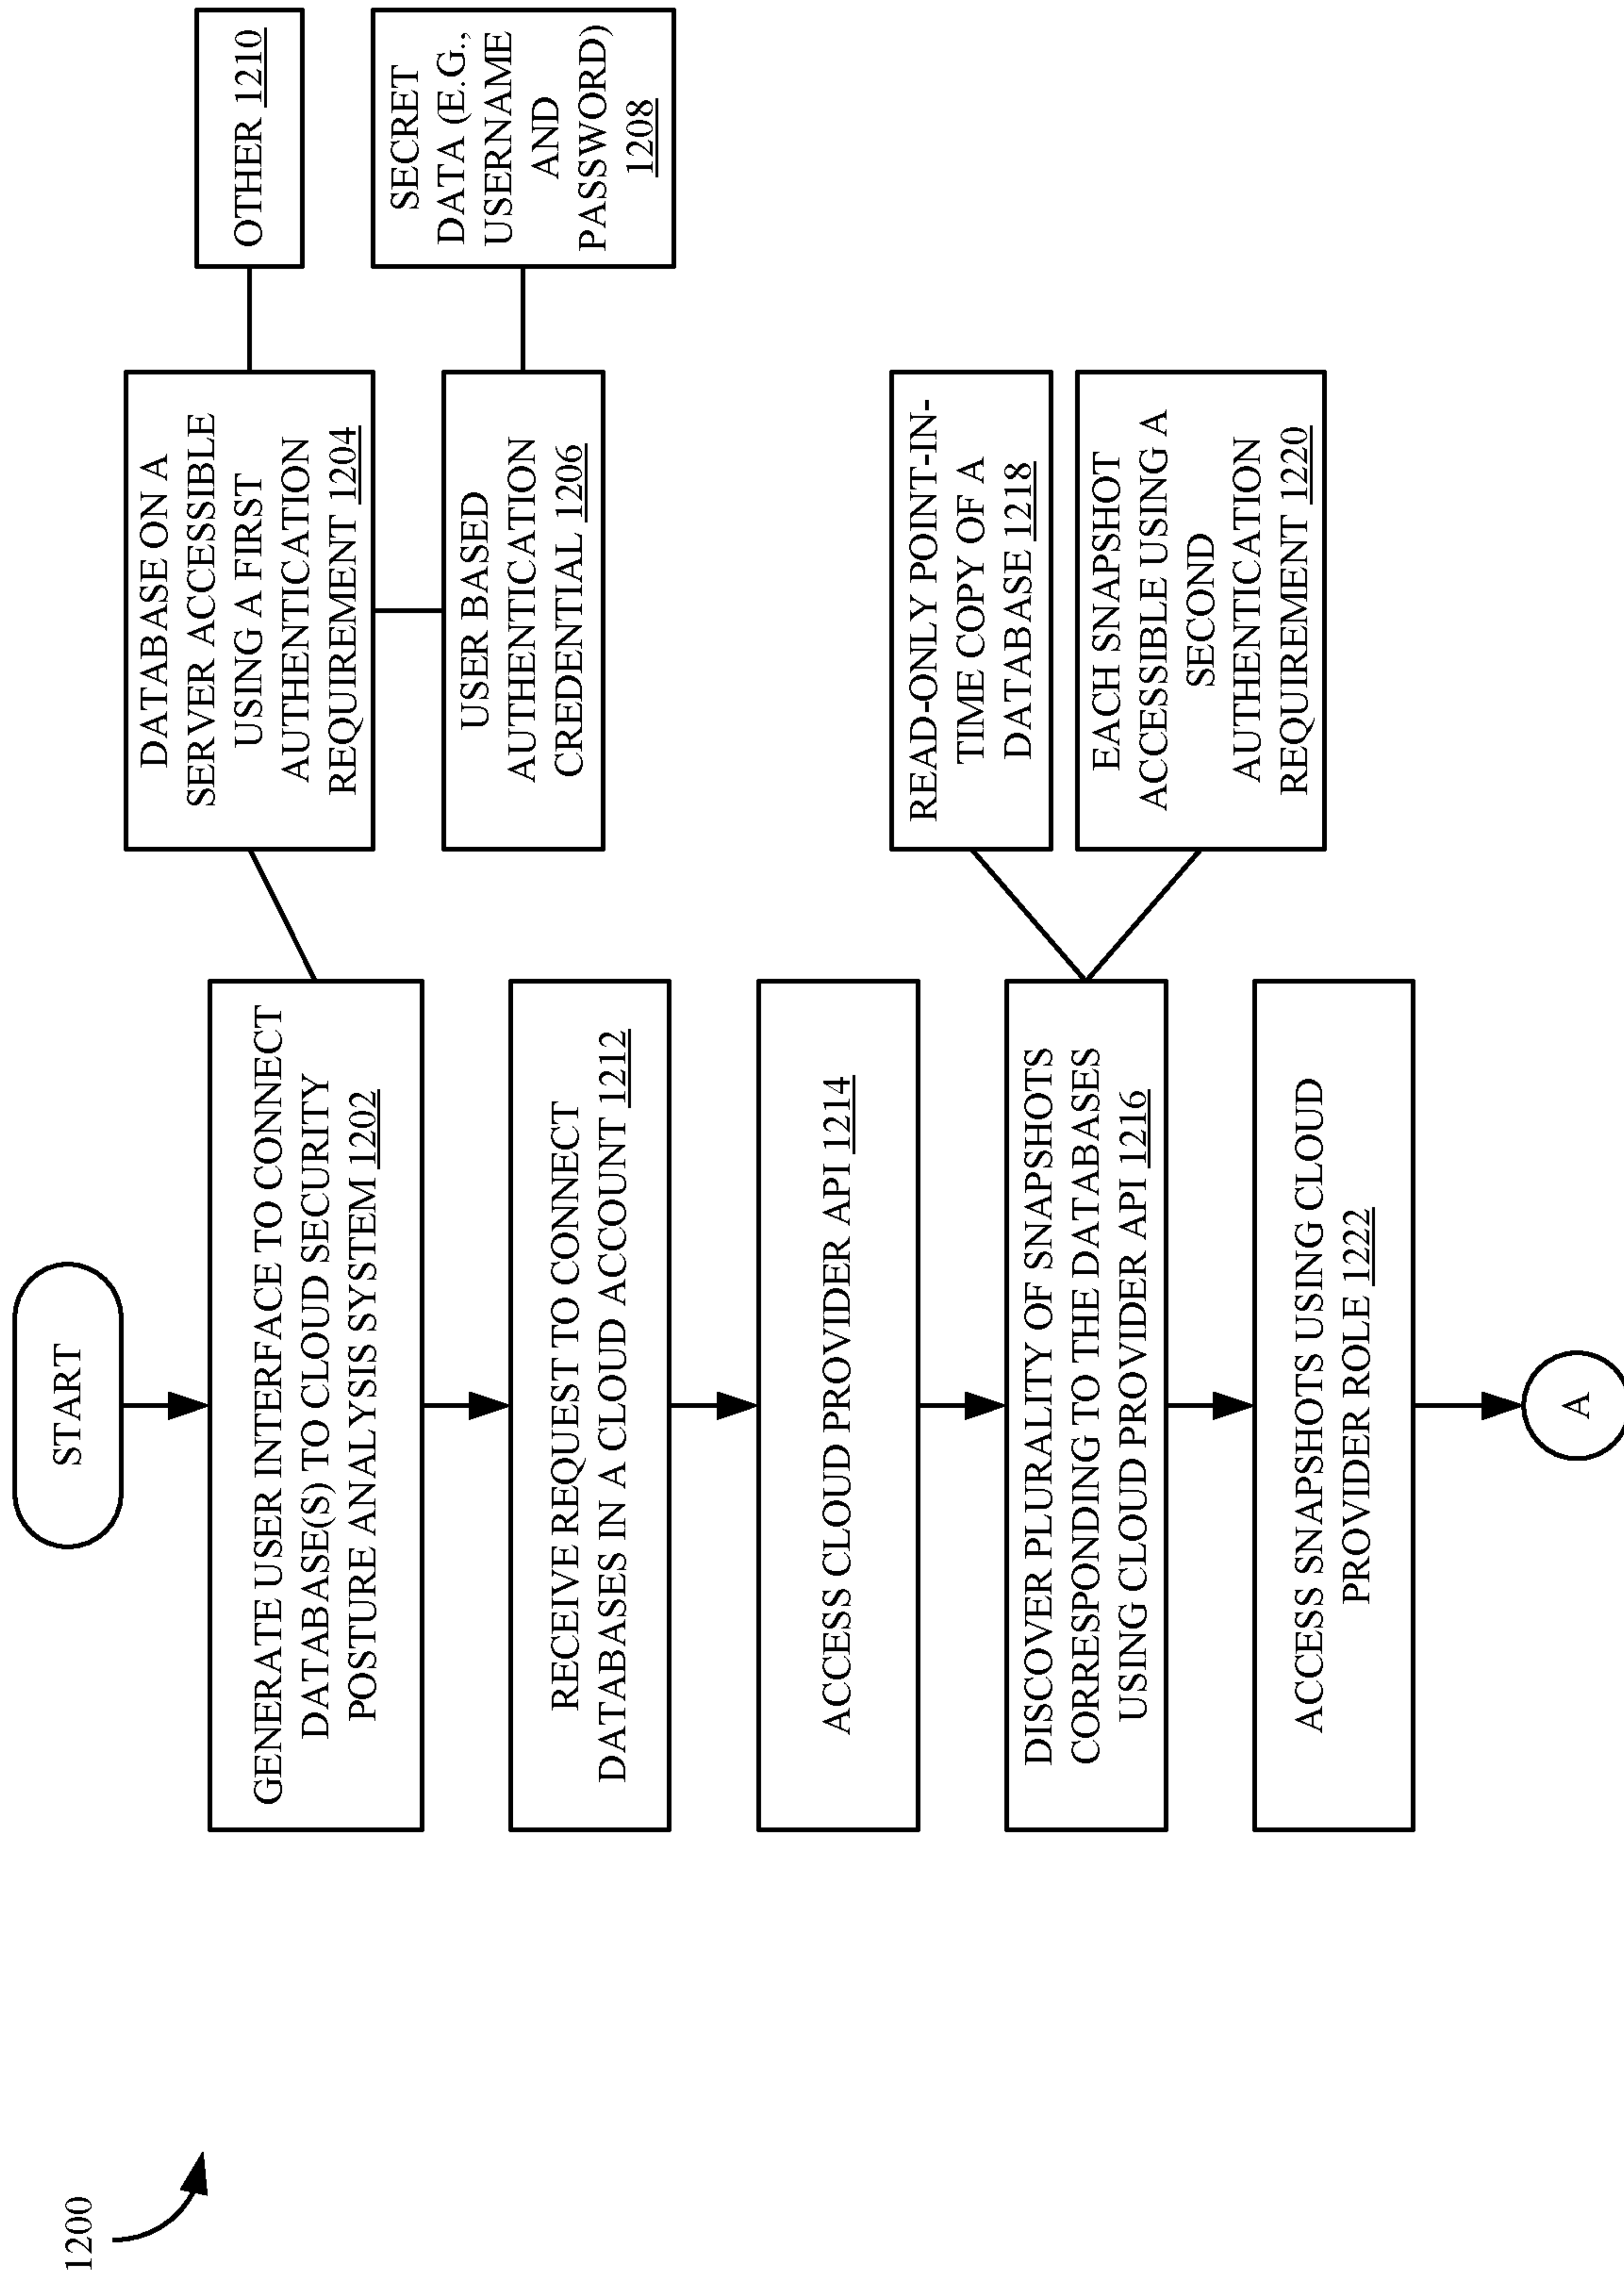 1200
START
GENERATE USER INTERFACE TO CONNECT
DATABASE(S) TO CLOUD SECURITY
POSTURE ANALYSIS SYSTEM 1202
DATABASE ON A
SERVER ACCESSIBLE
USING A FIRST
AUTHENTICATION
REQUIREMENT 1204
OTHER 1210
USER BASED
AUTHENTICATION
CREDENTIAL 1206
SECRET
DATA (E.G.,
USERNAME
AND
PASSWORD)
1208
RECEIVE REQUEST TO CONNECT
DATABASES IN A CLOUD ACCOUNT 1212
ACCESS CLOUD PROVIDER API 1214
DISCOVER PLURALITY OF SNAPSHOTS
CORRESPONDING TO THE DATABASES
USING CLOUD PROVIDER API 1216
READ-ONLY POINT-IN-
TIME COPY OF A
DATABASE 1218
EACH SNAPSHOT
ACCESSIBLE USING A
SECOND
AUTHENTICATION
REQUIREMENT 1220
ACCESS SNAPSHOTS USING CLOUD
PROVIDER ROLE 1222
A